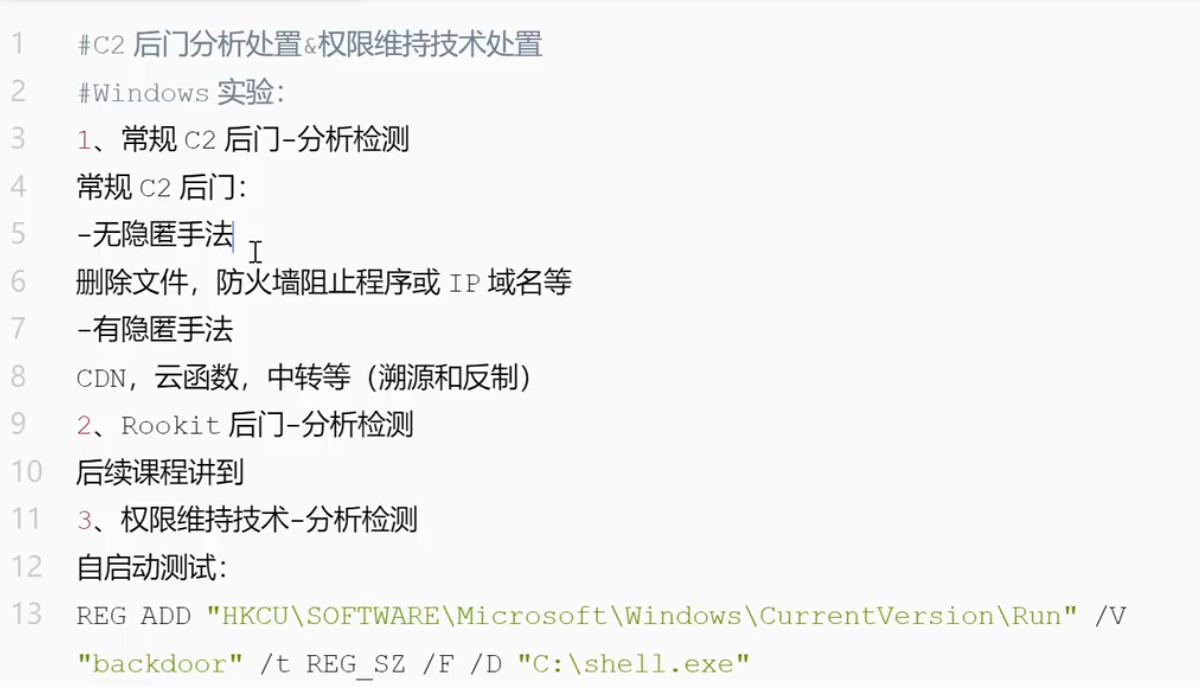 1 #C2 后门分析处置&权限维持技术处置
2 #Windows 实验：
3 1、常规 C2 后门-分析检测
4 常规 C2 后门：
5 -无隐匿手法
6 删除文件，防火墙阻止程序或 IP 域名等
7 -有隐匿手法
8 CDN，云函数，中转等（溯源和反制）
9 2、Rookit 后门-分析检测
10 后续课程讲到
11 3、权限维持技术-分析检测
12 自启动测试：
13 REG ADD "HKCU\SOFTWARE\Microsoft\Windows\CurrentVersion\Run" /V
"backdoor" /t REG_SZ /F /D "C:\shell.exe"